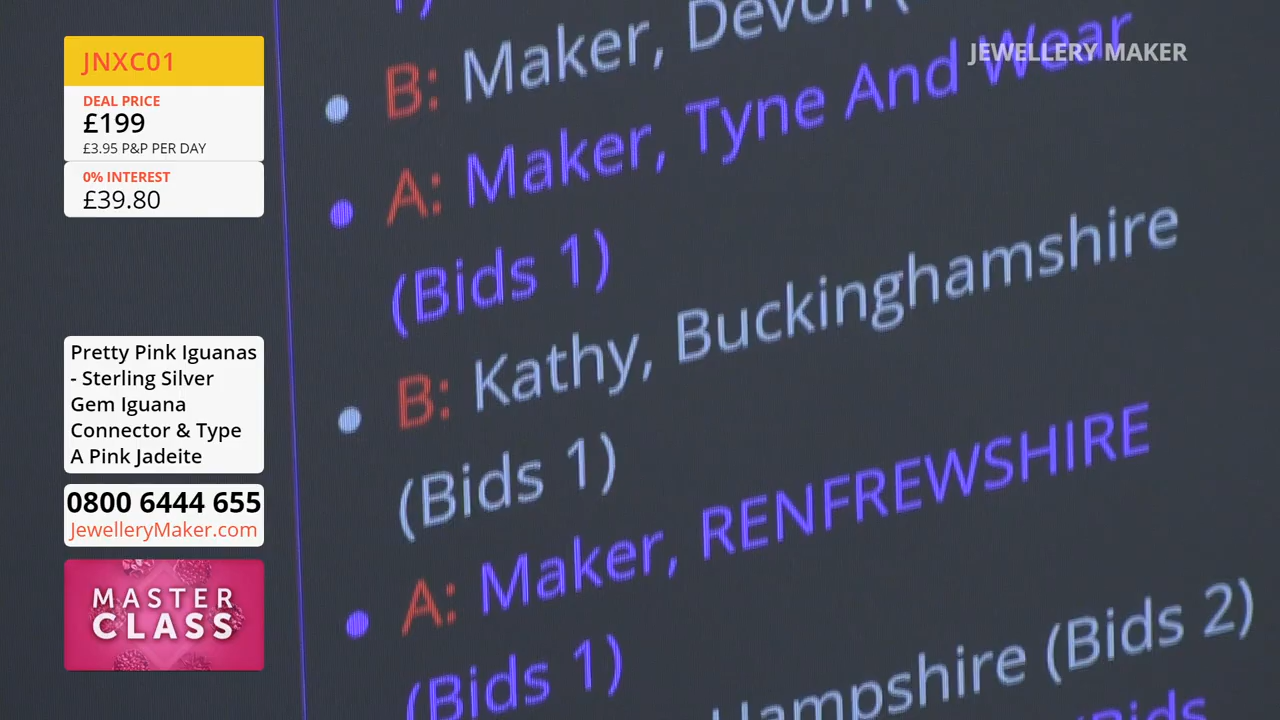 JNXC01
DEAL PRICE
£199
£3.95 P&P PER DAY
0% INTEREST
£39.80
Pretty Pink Iguanas
- Sterling Silver
Gem Iguana
Connector & Type
A Pink Jadeite
0800 6444 655
JewelleryMaker.com
MASTER
CLASS
JEWELLERY MAKER
B: Maker, Devon
A: Maker, Tyne And Wear
(Bids 1)
B: Kathy, Buckinghamshire
(Bids 1)
A: Maker, RENFREWSHIRE
(Bids 1)
Hampshire (Bids 2)
(Bids